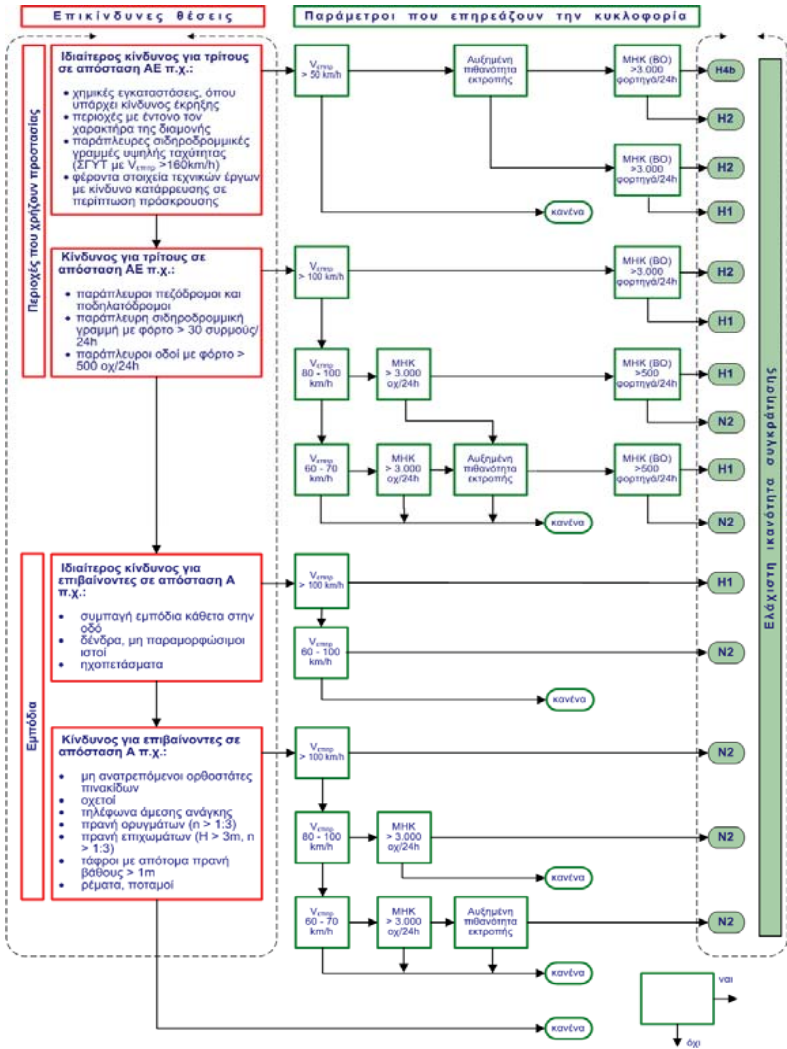 Επικίνδυνες θέσεις
Παράμετροι που επηρεάζουν την κυκλοφορία
Περιοχές που χρήζουν προστασίας
Ιδιαίτερος κίνδυνος για τρίτους
σε απόσταση ΑΕ π.χ.:
• χημικές εγκαταστάσεις, όπου
υπάρχει κίνδυνος έκρηξης
• περιοχές με έντονο τον
χαρακτήρα της διαμονής
• παράπλευρες σιδηροδρομμικές
γραμμές υψηλής ταχύτητας
(ΣΓΥΤ με Vεπιτρ >160km/h)
• φέροντα στοιχεία τεχνικών έργων
με κίνδυνο κατάρρευσης σε
περίπτωση πρόσκρουσης
Vεπιτρ
> 50 km/h
Αυξημένη
πιθανότητα
εκτροπής
ΜΗΚ (ΒΟ)
>3.000
φορτηγά/24h
H4b
H2
ΜΗΚ (ΒΟ)
>3.000
φορτηγά/24h
H2
H1
κανένα
Κίνδυνος για τρίτους σε
απόσταση ΑΕ π.χ.:
• παράπλευροι πεζόδρομοι και
ποδηλατόδρομοι
• παράπλευρη σιδηροδρομμική
γραμμή με φόρτο > 30 συρμούς/
24h
• παράπλευροι οδοί με φόρτο >
500 οχ/24h
Vεπιτρ
> 100 km/h
ΜΗΚ (ΒΟ)
>3.000
φορτηγά/24h
H2
H1
Vεπιτρ
80 - 100
km/h
ΜΗΚ
> 3.000
οχ/24h
ΜΗΚ (ΒΟ)
>500
φορτηγά/24h
H1
N2
Vεπιτρ
60 - 70
km/h
ΜΗΚ
> 3.000
οχ/24h
Αυξημένη
πιθανότητα
εκτροπής
ΜΗΚ (ΒΟ)
>500
φορτηγά/24h
H1
κανένα
N2
Ελάχιστη ικανότητα συγκράτησης
Εμπόδια
Ιδιαίτερος κίνδυνος για
επιβαίνοντες σε απόσταση Α
π.χ.:
• συμπαγή εμπόδια κάθετα στην
οδό
• δένδρα, μη παραμορφώσιμοι
ιστοί
• ηχοπετάσματα
Vεπιτρ
> 100 km/h
H1
Vεπιτρ
60 - 100
km/h
N2
κανένα
Κίνδυνος για επιβαίνοντες σε
απόσταση Α π.χ.:
• μη ανατρεπόμενοι ορθοστάτες
πινακίδων
• οχετοί
• τηλέφωνα άμεσης ανάγκης
• πρανή ορυγμάτων (n > 1:3)
• πρανή επιχωμάτων (H > 3m, n
> 1:3)
• τάφροι με απότομα πρανή
βάθους > 1m
• ρέματα, ποταμοί
Vεπιτρ
> 100 km/h
N2
Vεπιτρ
80 - 100
km/h
ΜΗΚ
> 3.000
οχ/24h
N2
κανένα
Vεπιτρ
60 - 70
km/h
ΜΗΚ
> 3.000
οχ/24h
Αυξημένη
πιθανότητα
εκτροπής
N2
κανένα
κανένα
ναι
όχι